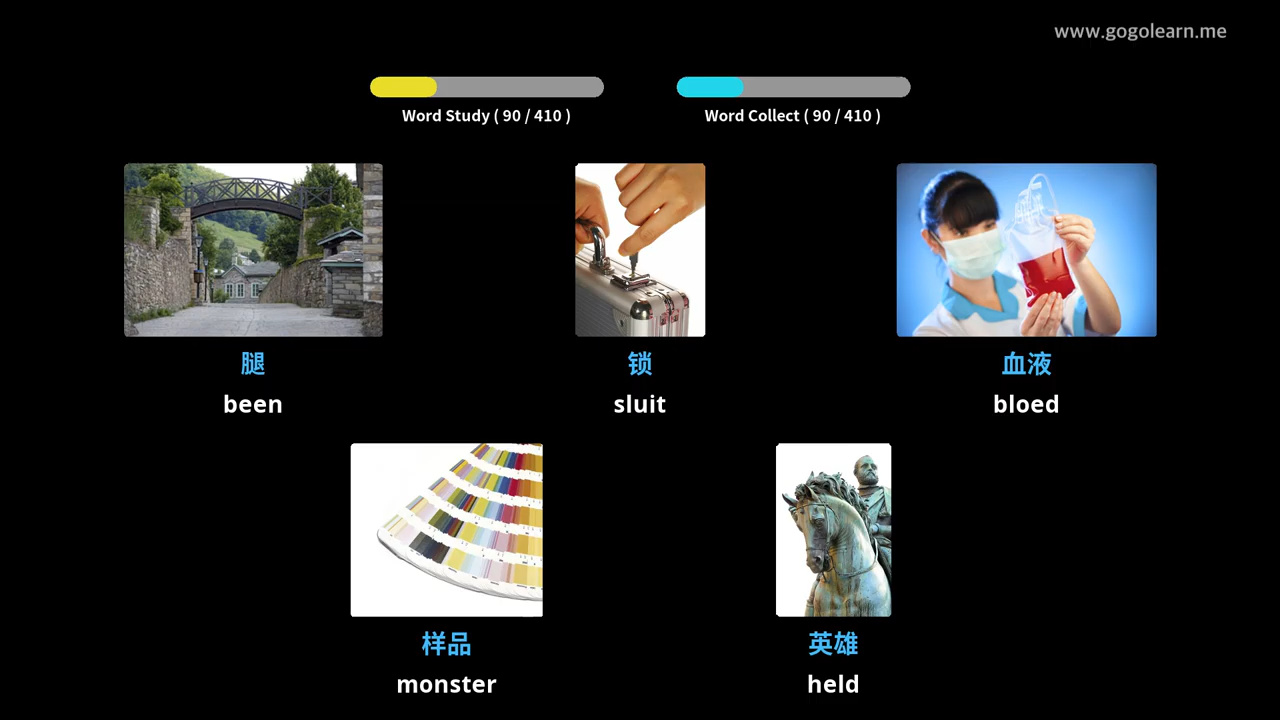 www.gogolearn.me
Word Study ( 90 / 410 )
Word Collect ( 90 / 410 )
腿
been
锁
sluit
血液
bloed
样品
monster
英雄
held